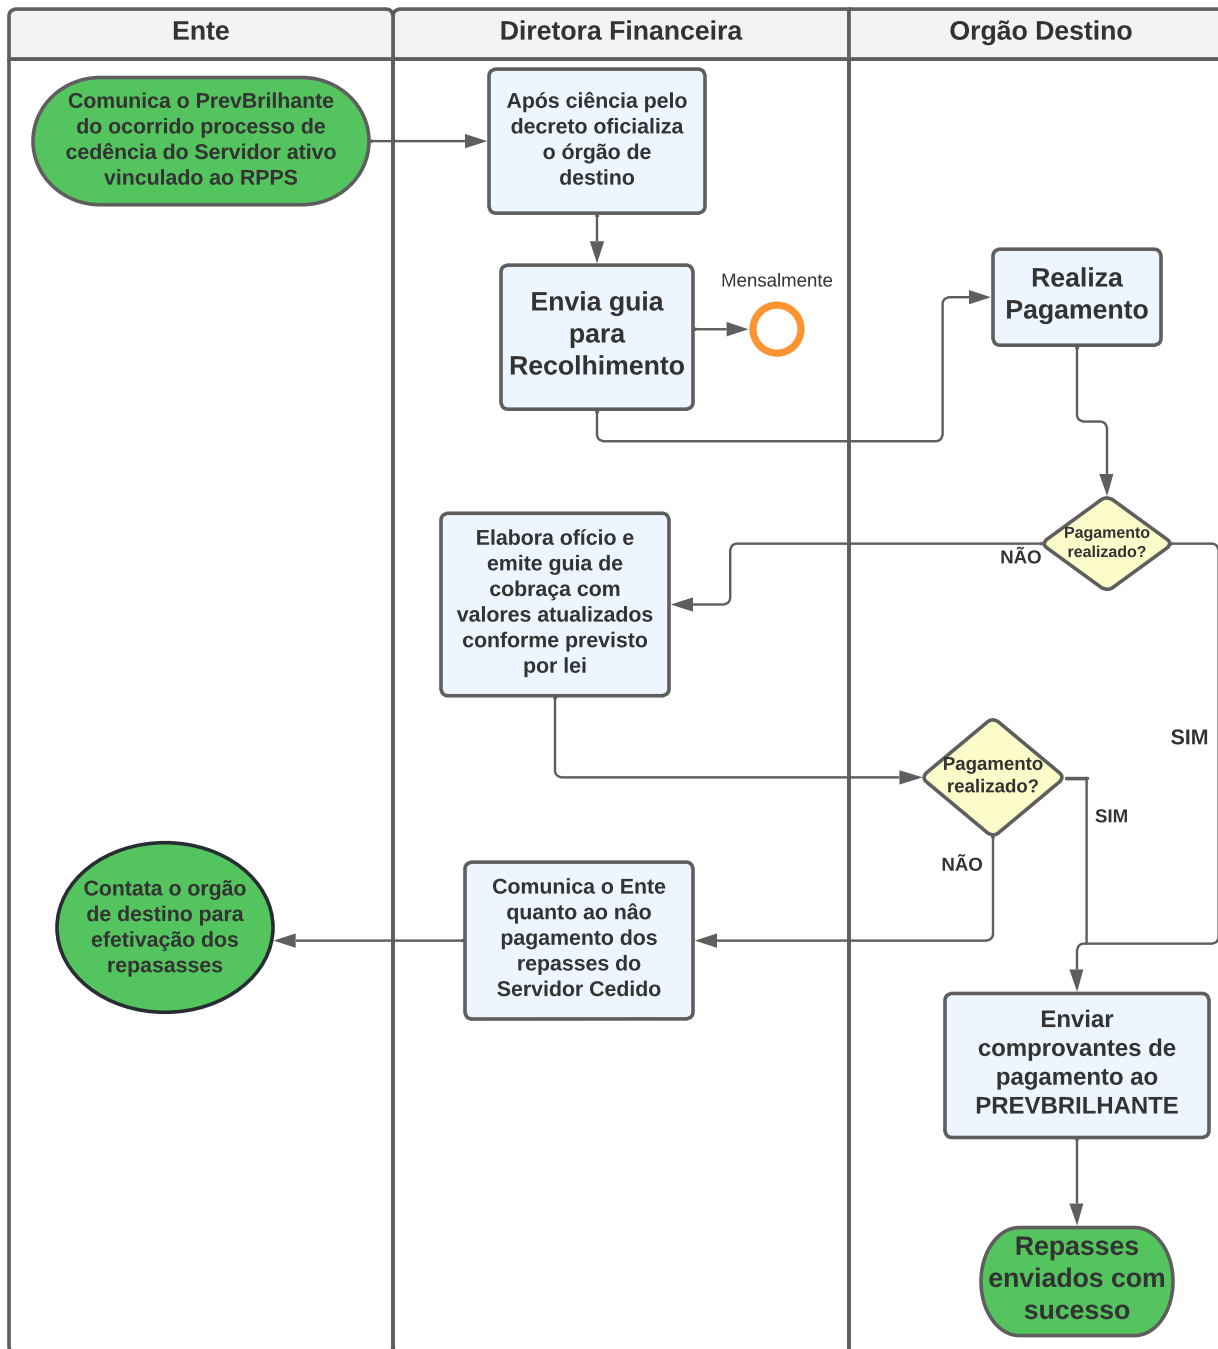 Ente
Diretora Financeira
Orgão Destino
Comunica o PrevBrilhante
do ocorrido processo de
cedência do Servidor ativo
vinculado ao RPPS
Após ciência pelo
decreto oficializa
o órgão de
destino
Envia guia
para
Recolhimento
Mensalmente
Realiza
Pagamento
Pagamento
realizado?
NÃO
SIM
Elabora ofício e
emite guia de
cobraça com
valores atualizados
conforme previsto
por lei
Pagamento
realizado?
SIM
NÃO
Comunica o Ente
quanto ao nâo
pagamento dos
repasses do
Servidor Cedido
Contata o orgão
de destino para
efetivação dos
repasasses
Enviar
comprovantes de
pagamento ao
PREVBRILHANTE
Repasses
enviados com
sucesso